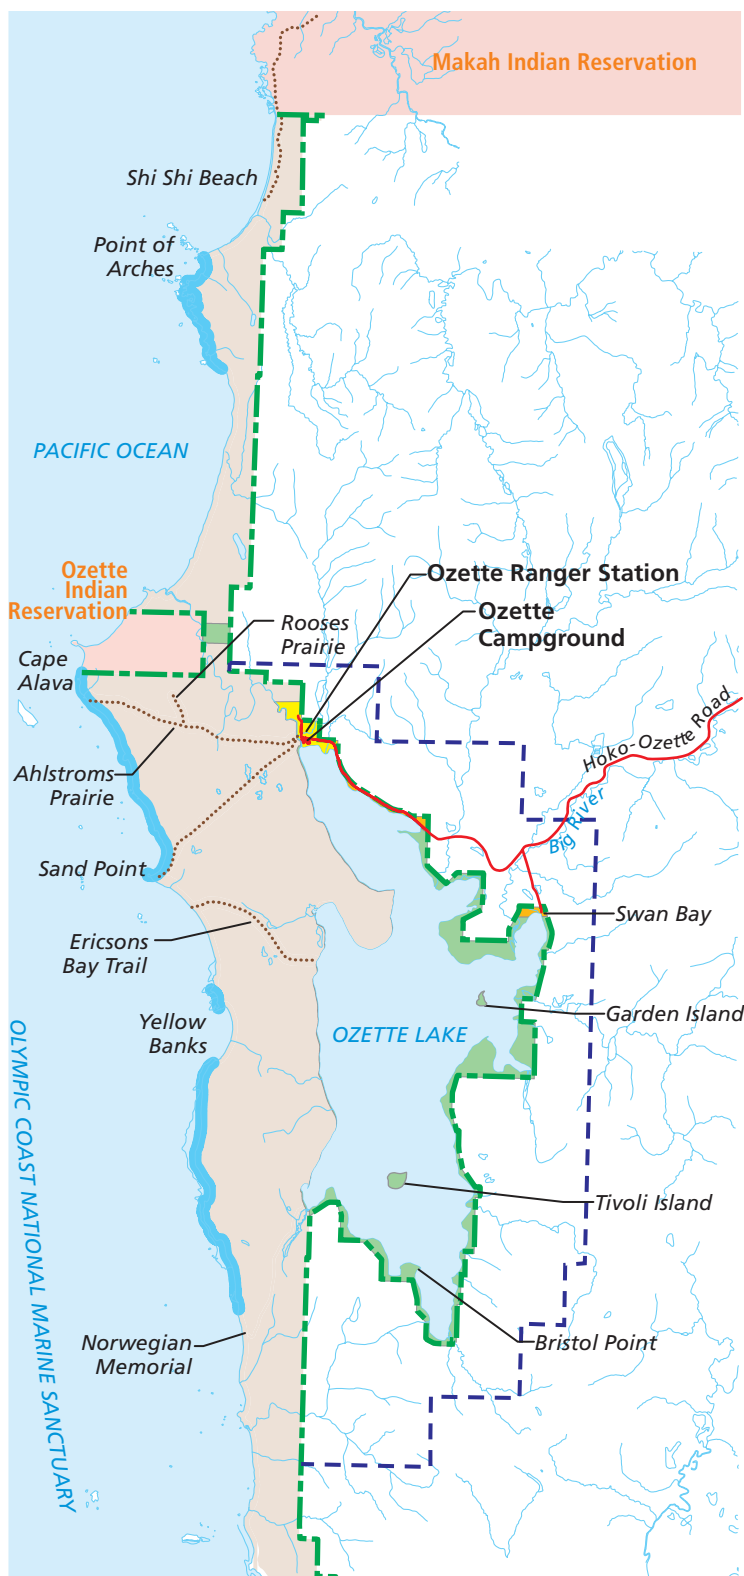 Makah Indian Reservation
Shi Shi Beach
Point of
Arches
PACIFIC OCEAN
Ozette
Indian
Reservation
Ozette Ranger Station
Ozette
Campground
Rooses
Prairie
Cape
Alava
Hoko-Ozette Road
Ahlstroms
Prairie
Big River
Sand Point
Swan Bay
Ericsons
Bay Trail
Garden Island
Yellow
Banks
OZETTE LAKE
OLYMPIC COAST NATIONAL MARINE SANCTUARY
Tivoli Island
Norwegian
Memorial
Bristol Point